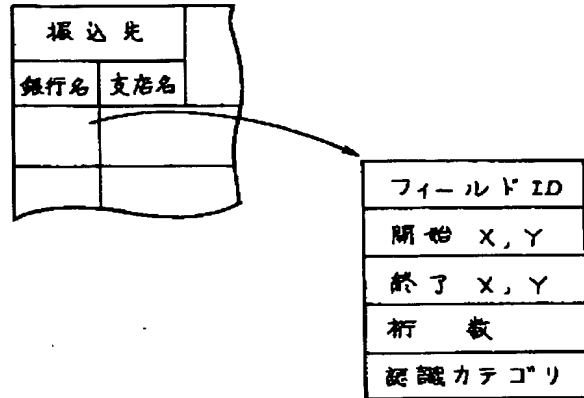 振込先
銀行名 支店名
フィールドID
開始 X, Y
終了 X, Y
桁 数
認識カテゴリ